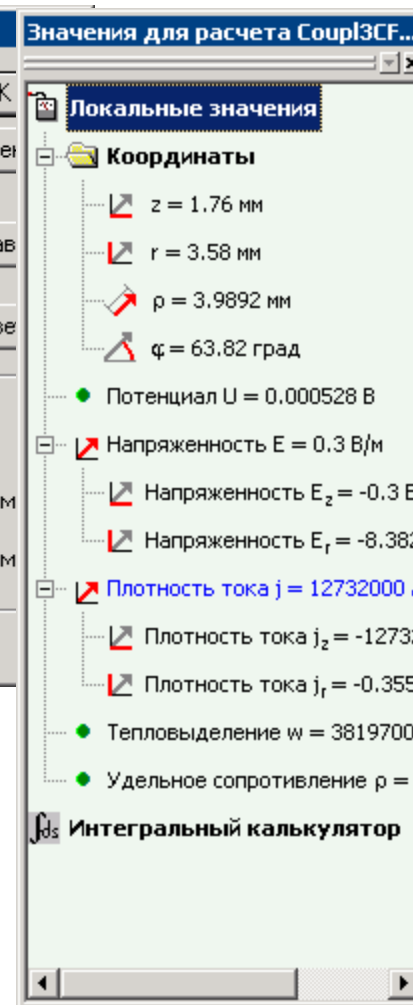 Значения для расчета Coupl3CF...
Локальные значения
Координаты
z = 1.76 мм
r = 3.58 мм
ρ = 3.9892 мм
φ = 63.82 град
Потенциал U = 0.000528 В
Напряженность E = 0.3 В/м
Напряженность Ez = -0.3 В
Напряженность Er = -8.382
Плотность тока j = 12732000
Плотность тока jz = -12732
Плотность тока jr = -0.355
Тепловыделение w = 3819700
Удельное сопротивление ρ =
∫ds Интегральный калькулятор